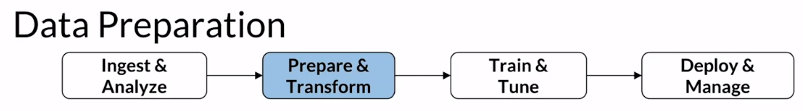 Data Preparation
Ingest &
Analyze
Prepare &
Transform
Train &
Tune
Deploy &
Manage